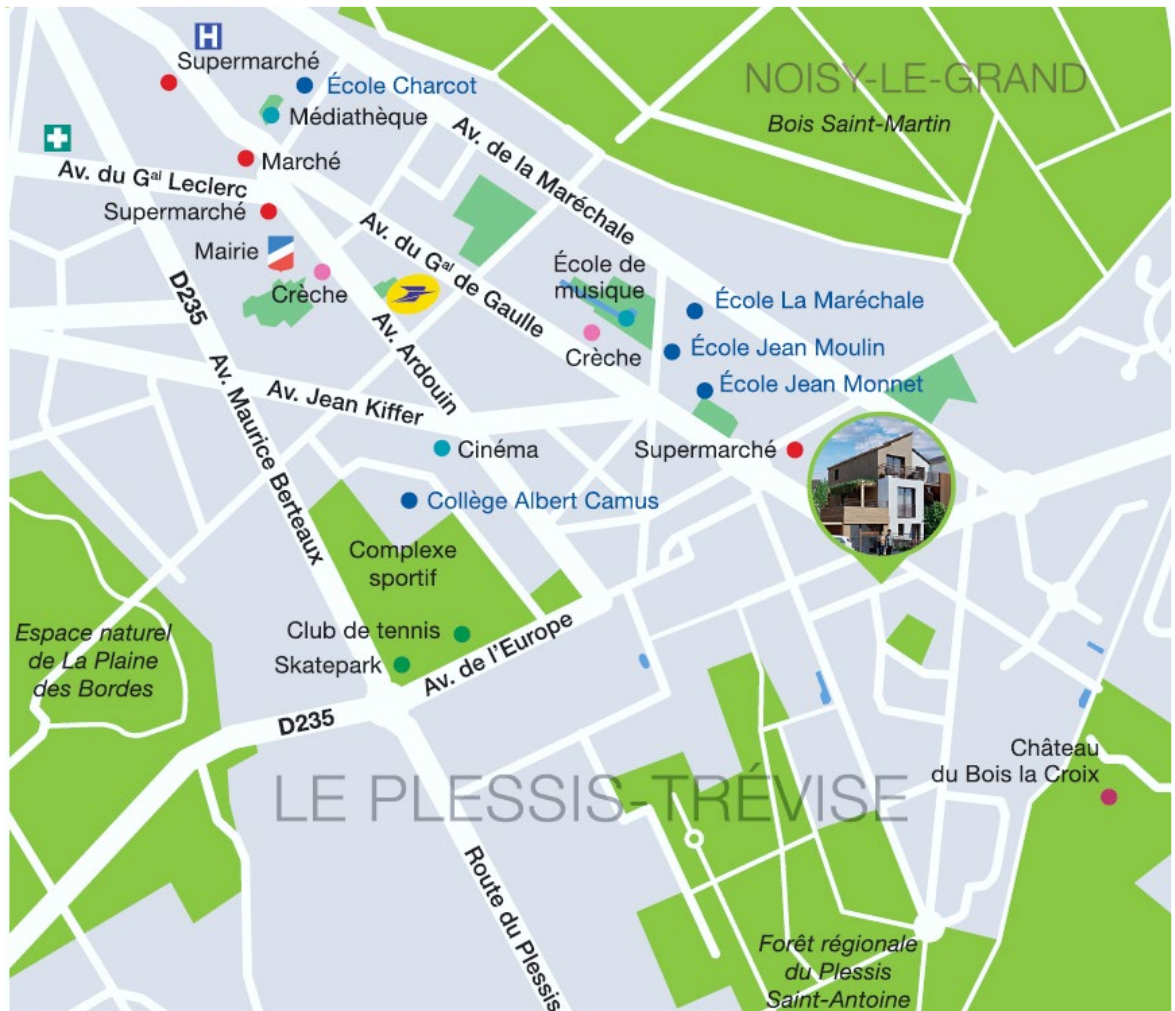 H
Supermarché
École Charcot
NOISY-LE-GRAND
Médiathèque
Bois Saint-Martin
Av. de la Maréchale
Marché
Av. du Gal Leclerc
Supermarché
Mairie
Av. du Gal de Gaulle
École de
musique
Crèche
D235
École La Maréchale
Av. Ardouin
Crèche
École Jean Moulin
Av. Maurice Berteaux
Av. Jean Kiffer
École Jean Monnet
Cinéma
Supermarché
Collège Albert Camus
Complexe
sportif
Espace naturel
de La Plaine
des Bordes
Club de tennis
Skatepark
Av. de l'Europe
D235
Château
du Bois la Croix
LE PLESSIS-TRÉVISE
Route du Plessis
Forêt régionale
du Plessis
Saint-Antoine